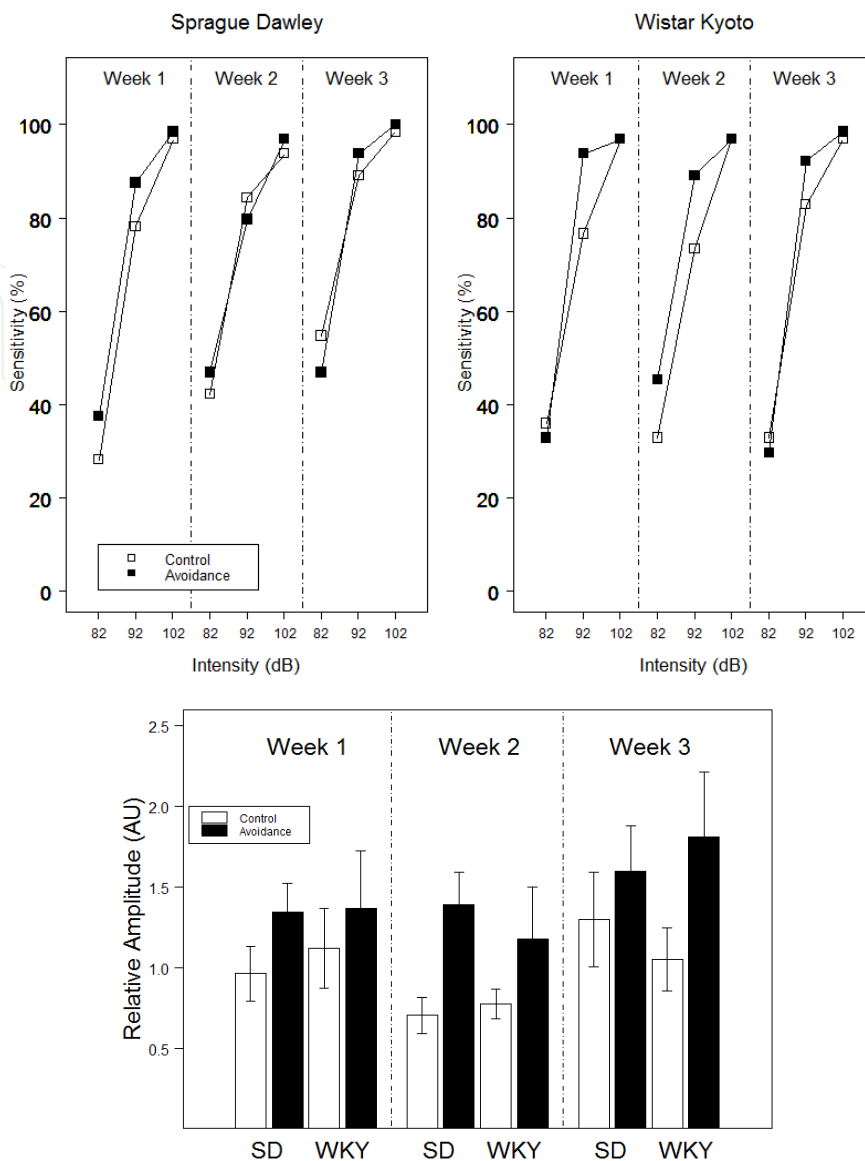 Sprague Dawley
Wistar Kyoto
Week 1
Week 2
Week 3
100
80
60
40
20
0
Sensitivity (%)
Control
Avoidance
82 92 102 82 92 102 82 92 102
Intensity (dB)
Week 1
Week 2
Week 3
100
80
60
40
20
0
Sensitivity (%)
82 92 102 82 92 102 82 92 102
Intensity (dB)
Week 1
Week 2
Week 3
2.5
2.0
1.5
1.0
0.5
Relative Amplitude (AU)
Control
Avoidance
SD WKY SD WKY SD WKY